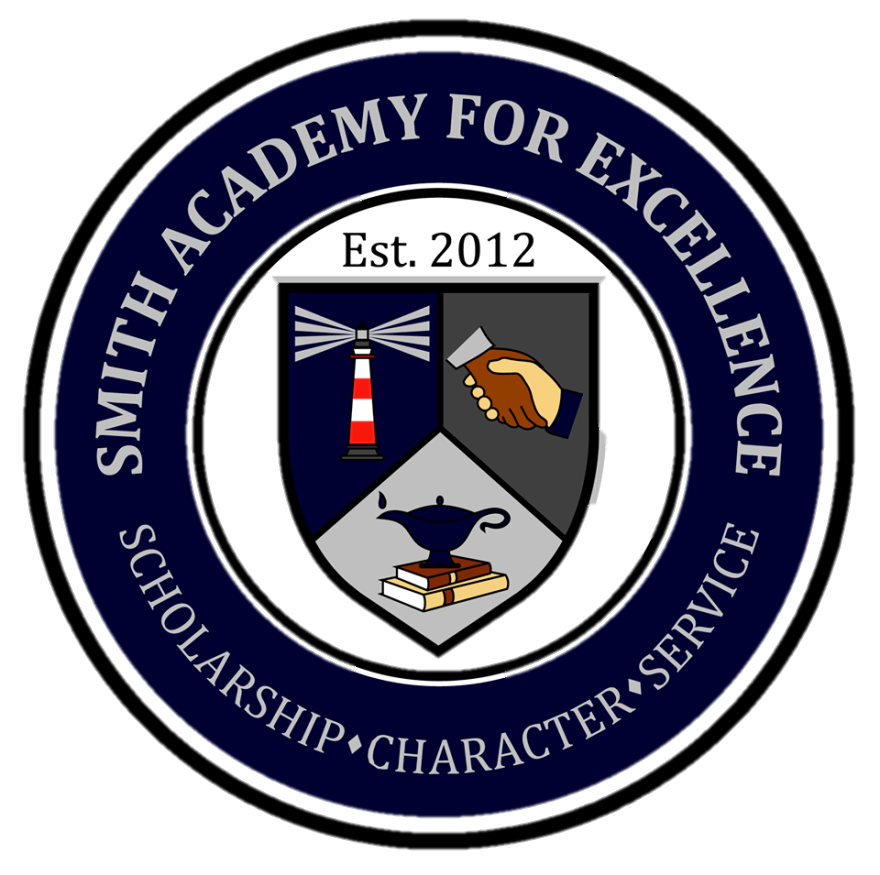 SMITH ACADEMY FOR EXCELLENCE
Est. 2012
SCHOLARSHIP♦CHARACTER♦SERVICE